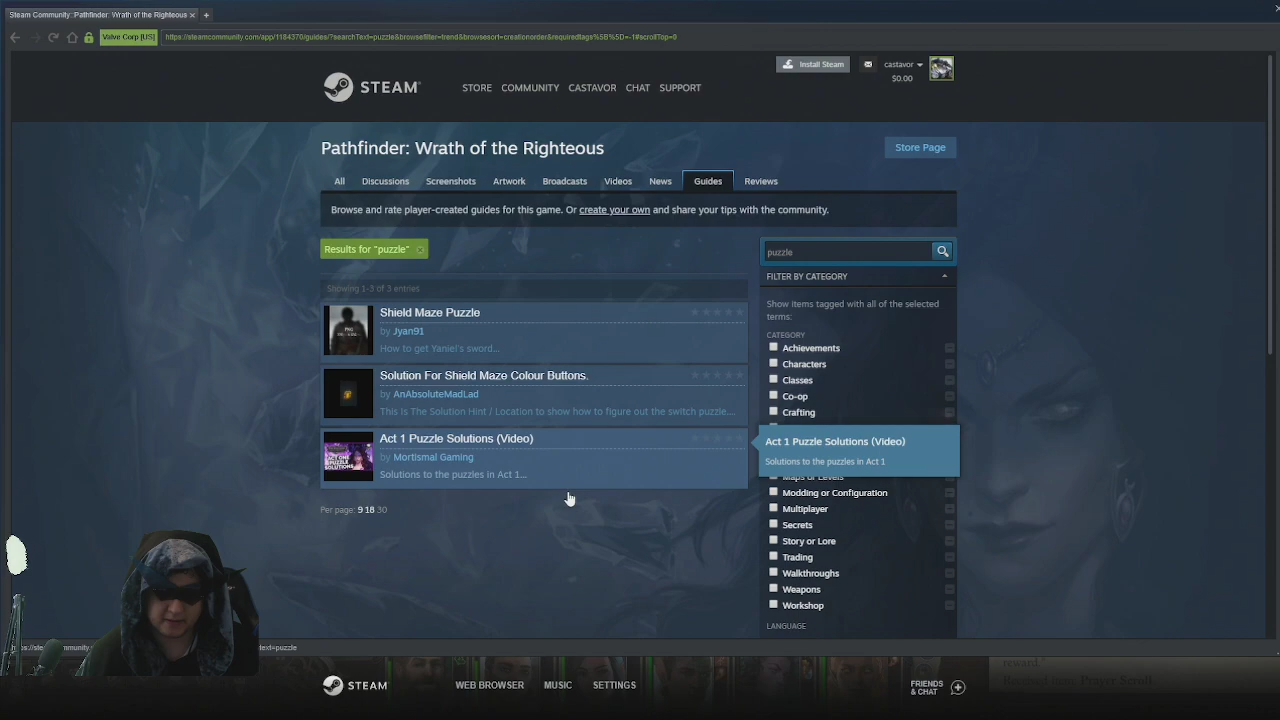 Steam Community: Pathfinder: Wrath of the Righteous × +
Valve Corp [US] https://steamcommunity.com/app/1184370/guides/?searchText=puzzle&browsefilter=trend&browsesort=creationorder&requiredtags%5B%5D=-1#scrollTop=0
Install Steam castavor
$0.00
STEAM STORE COMMUNITY CASTAVOR CHAT SUPPORT
Pathfinder: Wrath of the Righteous
Store Page
All Discussions Screenshots Artwork Broadcasts Videos News Guides Reviews
Browse and rate player-created guides for this game. Or create your own and share your tips with the community.
Results for "puzzle" ×
Showing 1-3 of 3 entries
Shield Maze Puzzle
by Jyan91
How to get Yaniel's sword...
Solution For Shield Maze Colour Buttons.
by AnAbsoluteMadLad
This Is The Solution Hint / Location to show how to figure out the switch puzzle....
Act 1 Puzzle Solutions (Video)
by Mortismal Gaming
Solutions to the puzzles in Act 1...
Per page: 9 18 30
puzzle
FILTER BY CATEGORY
Show items tagged with all of the selected
terms:
CATEGORY
Achievements
Characters
Classes
Co-op
Crafting
Act 1 Puzzle Solutions (Video)
Solutions to the puzzles in Act 1
Maps or Levels
Modding or Configuration
Multiplayer
Secrets
Story or Lore
Trading
Walkthroughs
Weapons
Workshop
LANGUAGE
STEAM WEB BROWSER MUSIC SETTINGS
FRIENDS
& CHAT